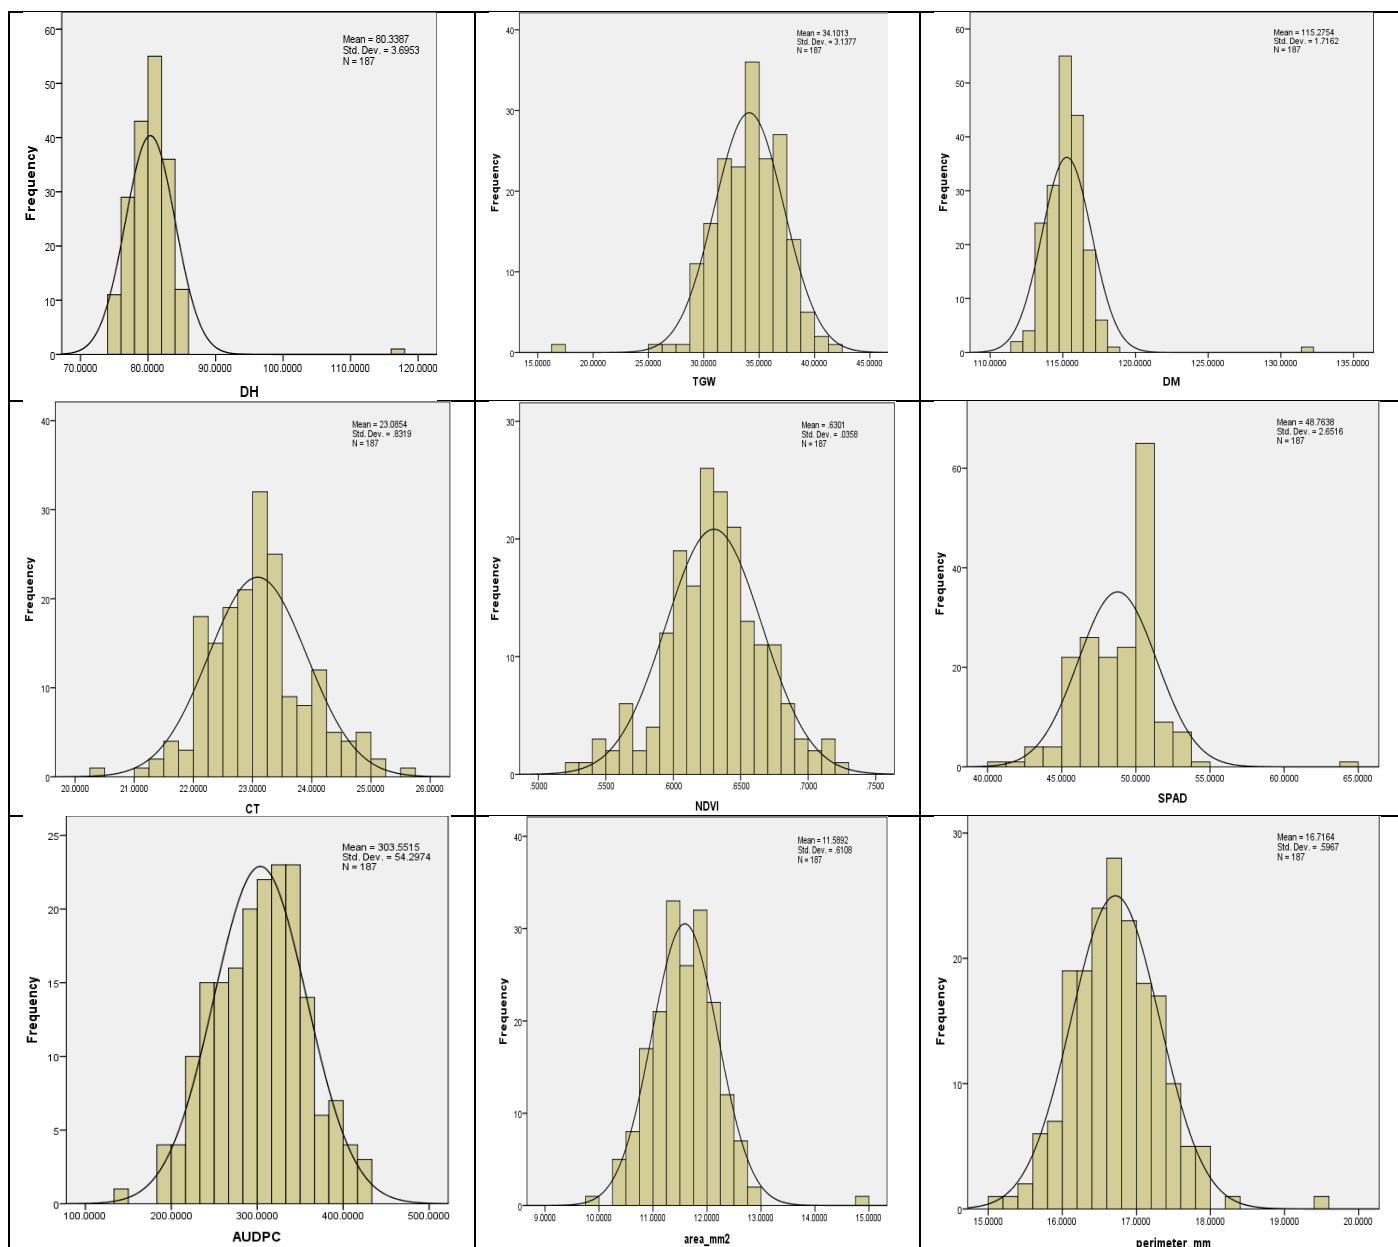 60
50
40
30
20
10
0
Frequency
Mean = 80.3387
Std. Dev. = 3.6953
N = 187
70.0000 80.0000 90.0000 100.0000 110.0000 120.0000
DH
40
30
20
10
0
Frequency
Mean = 34.1013
Std. Dev. = 3.1377
N = 187
15.0000 20.0000 25.0000 30.0000 35.0000 40.0000 45.0000
TGW
60
50
40
30
20
10
0
Frequency
Mean = 115.2754
Std. Dev. = 1.7162
N = 187
110.0000 115.0000 120.0000 125.0000 130.0000 135.0000
DM
40
30
20
10
0
Frequency
Mean = 23.0854
Std. Dev. = .8319
N = 187
20.0000 21.0000 22.0000 23.0000 24.0000 25.0000 26.0000
CT
30
20
10
0
Frequency
Mean = .6301
Std. Dev. = .0358
N = 187
.5000 .5500 .6000 .6500 .7000 .7500
NDVI
60
40
20
0
Frequency
Mean = 48.7638
Std. Dev. = 2.6516
N = 187
40.0000 45.0000 50.0000 55.0000 60.0000 65.0000
SPAD
25
20
15
10
5
0
Frequency
Mean = 303.5515
Std. Dev. = 54.2974
N = 187
100.0000 200.0000 300.0000 400.0000 500.0000
AUDPC
40
30
20
10
0
Frequency
Mean = 11.5892
Std. Dev. = .6108
N = 187
9.0000 10.0000 11.0000 12.0000 13.0000 14.0000 15.0000
area_mm2
30
20
10
0
Frequency
Mean = 16.7164
Std. Dev. = .5967
N = 187
15.0000 16.0000 17.0000 18.0000 19.0000 20.0000
perimeter_mm